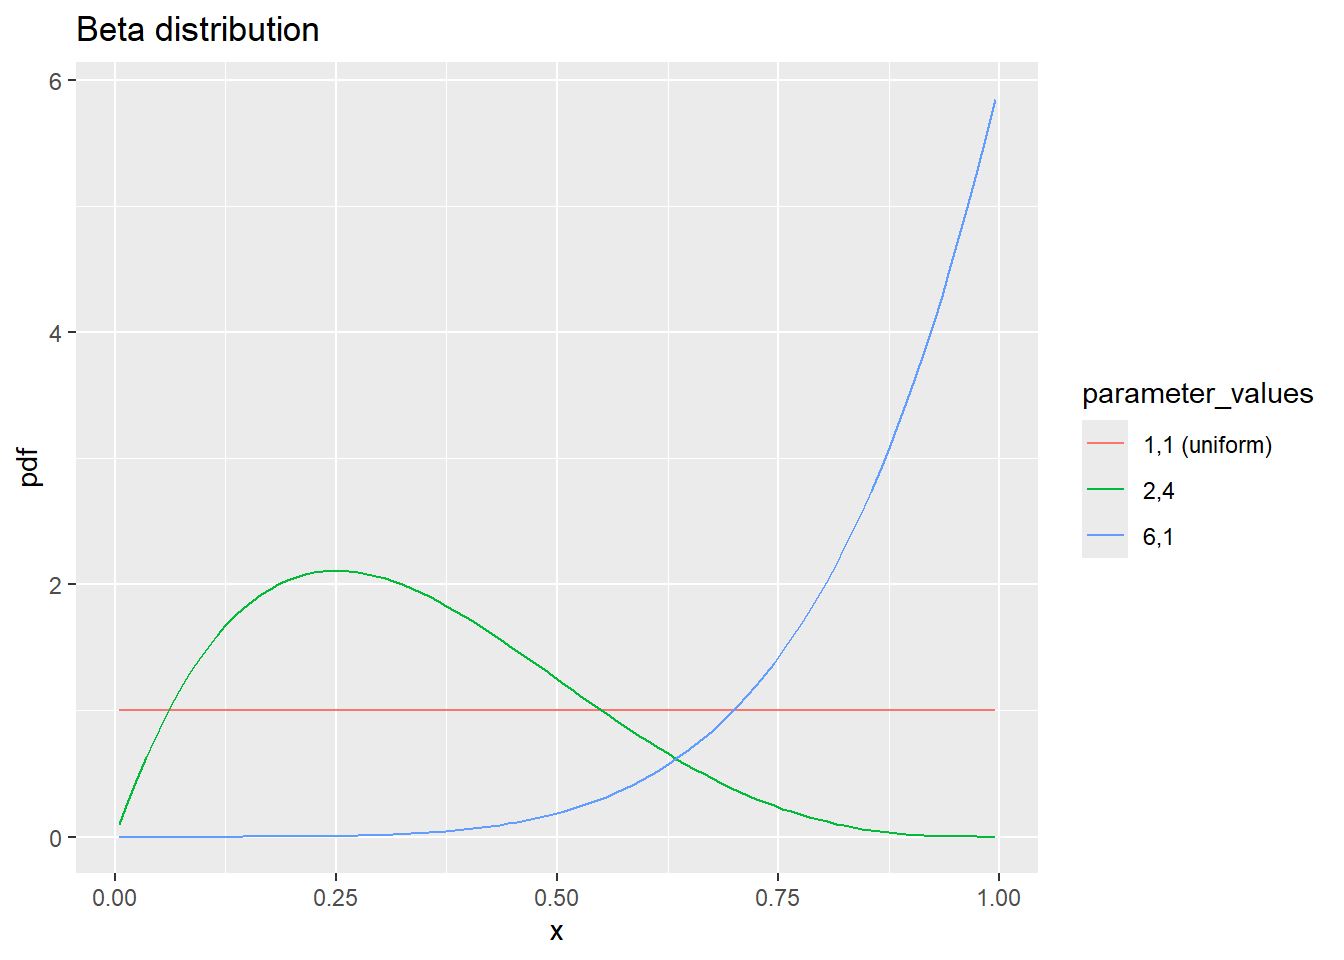 Beta distribution
6
4
2
0
pdf
0.00 0.25 0.50 0.75 1.00
x
parameter_values
1,1 (uniform)
2,4
6,1